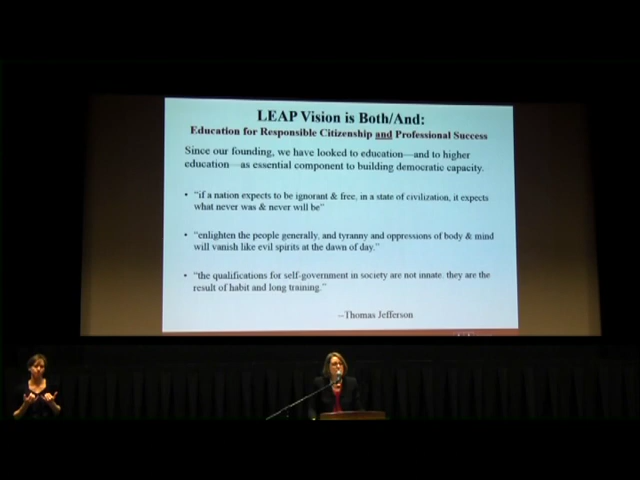 LEAP Vision is Both/And:
Education for Responsible Citizenship and Professional Success
Since our founding, we have looked to education—and to higher
education—as essential component to building democratic capacity.
• "if a nation expects to be ignorant & free, in a state of civilization, it expects
what never was & never will be"
• "enlighten the people generally, and tyranny and oppressions of body & mind
will vanish like evil spirits at the dawn of day."
• "the qualifications for self-government in society are not innate. they are the
result of habit and long training."
--Thomas Jefferson